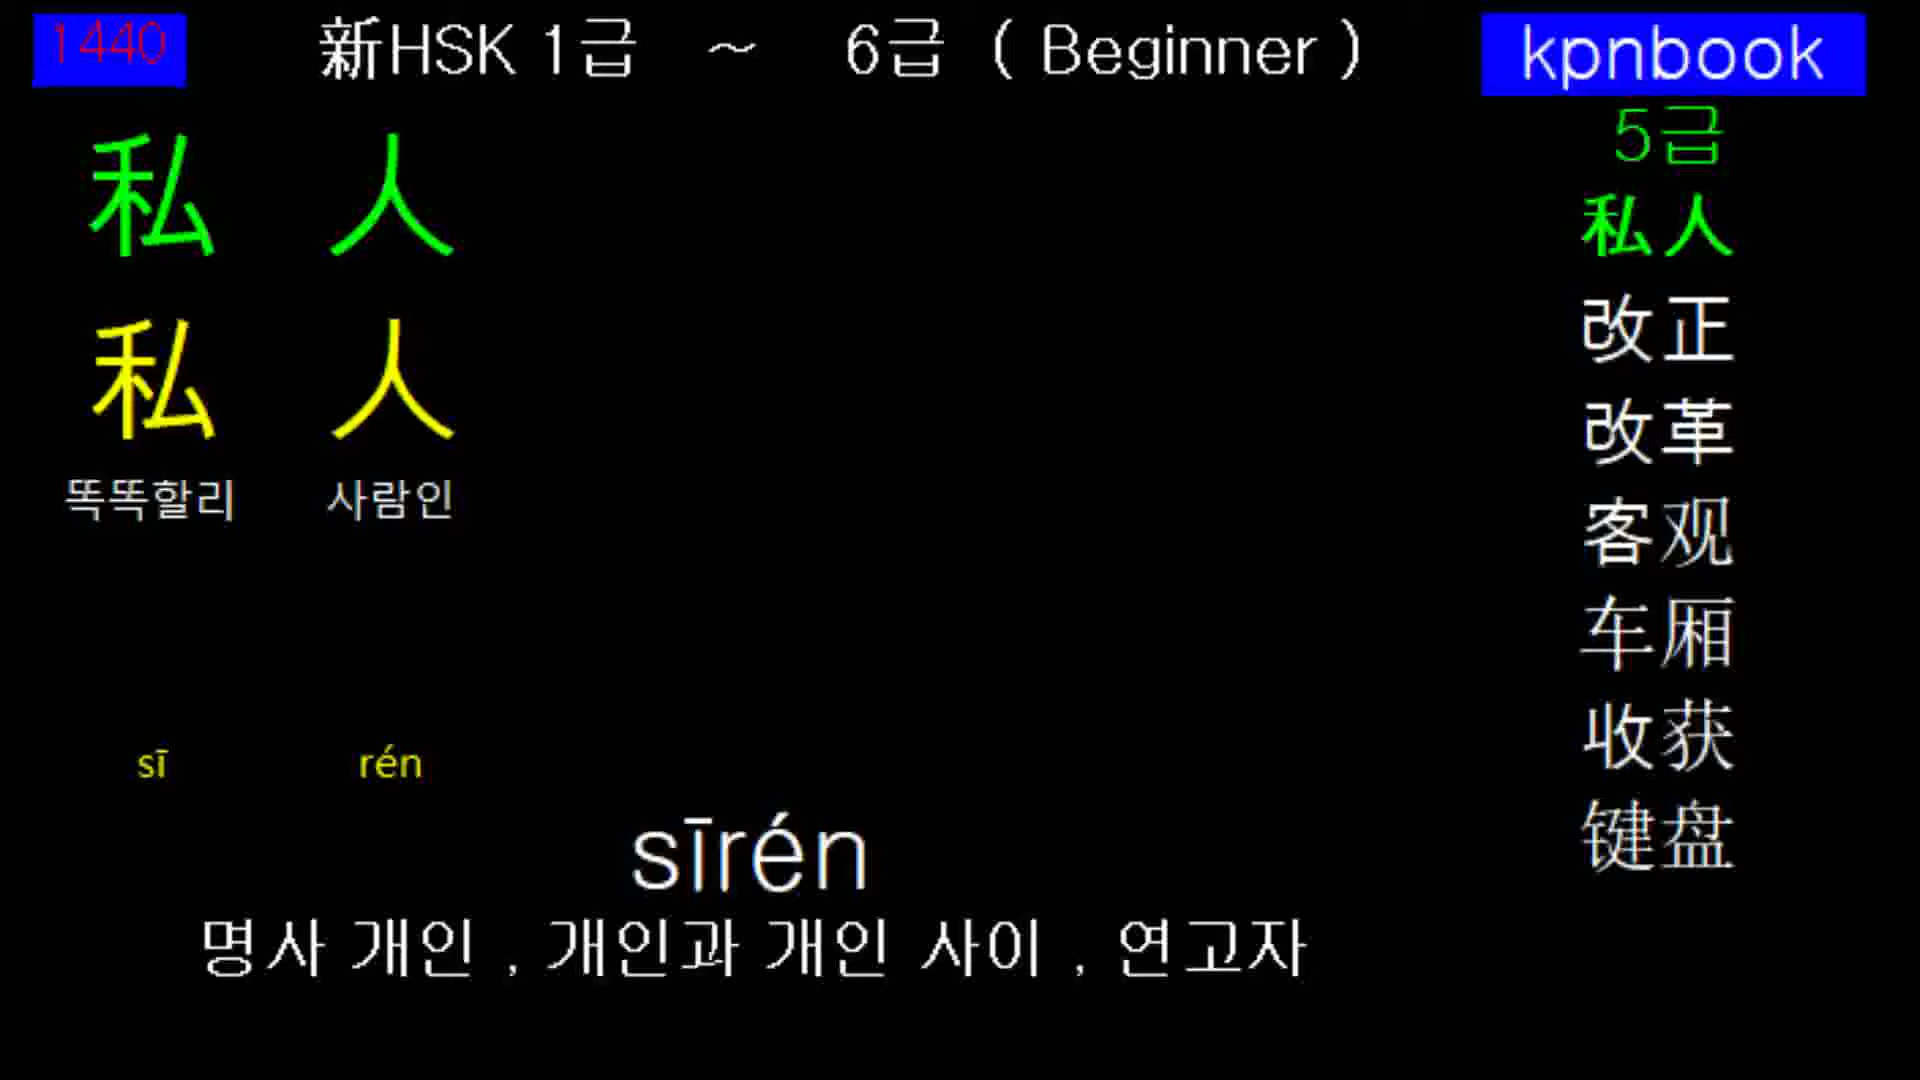 1440 新HSK 1급 ~ 6급 ( Beginner ) kpnbook
5급
私 人
私 人
똑똑할리 사람인
sī rén
sīrén
명사 개인 , 개인과 개인 사이 , 연고자
私人
改正
改革
客观
车厢
收获
键盘